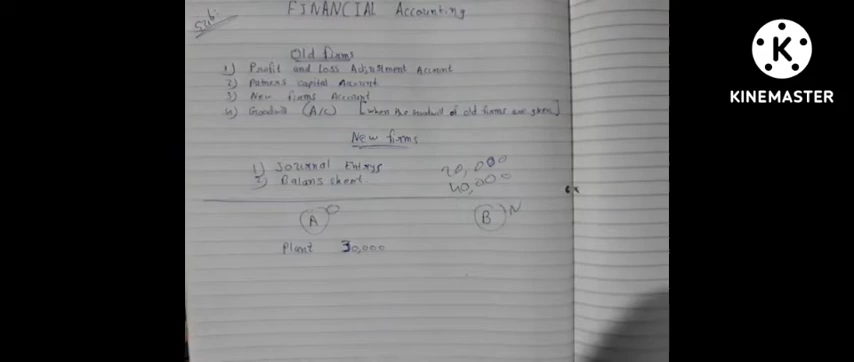 Sub
FINANCIAL Accounting
Old firms
1) Profit and Loss Adjustment Account
2) Patners capital Account
3) New firms Account
4) Goodwill (A/C) [when the goodwill of old firms are given]
New firms
1) Journal Entrys
2) Balans sheet.
20,000
40,000
A O
B N
Plant 30,000
K
KINEMASTER